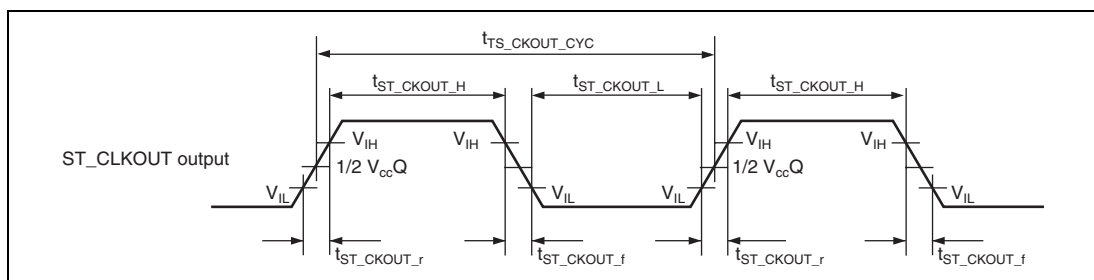 tTS_CKOUT_CYC
tST_CKOUT_H
tST_CKOUT_L
tST_CKOUT_H
ST_CLKOUT output
VIH
VIH
VIH
VIH
1/2 VccQ
1/2 VccQ
VIL
VIL
VIL
VIL
tST_CKOUT_r
tST_CKOUT_f
tST_CKOUT_r
tST_CKOUT_f